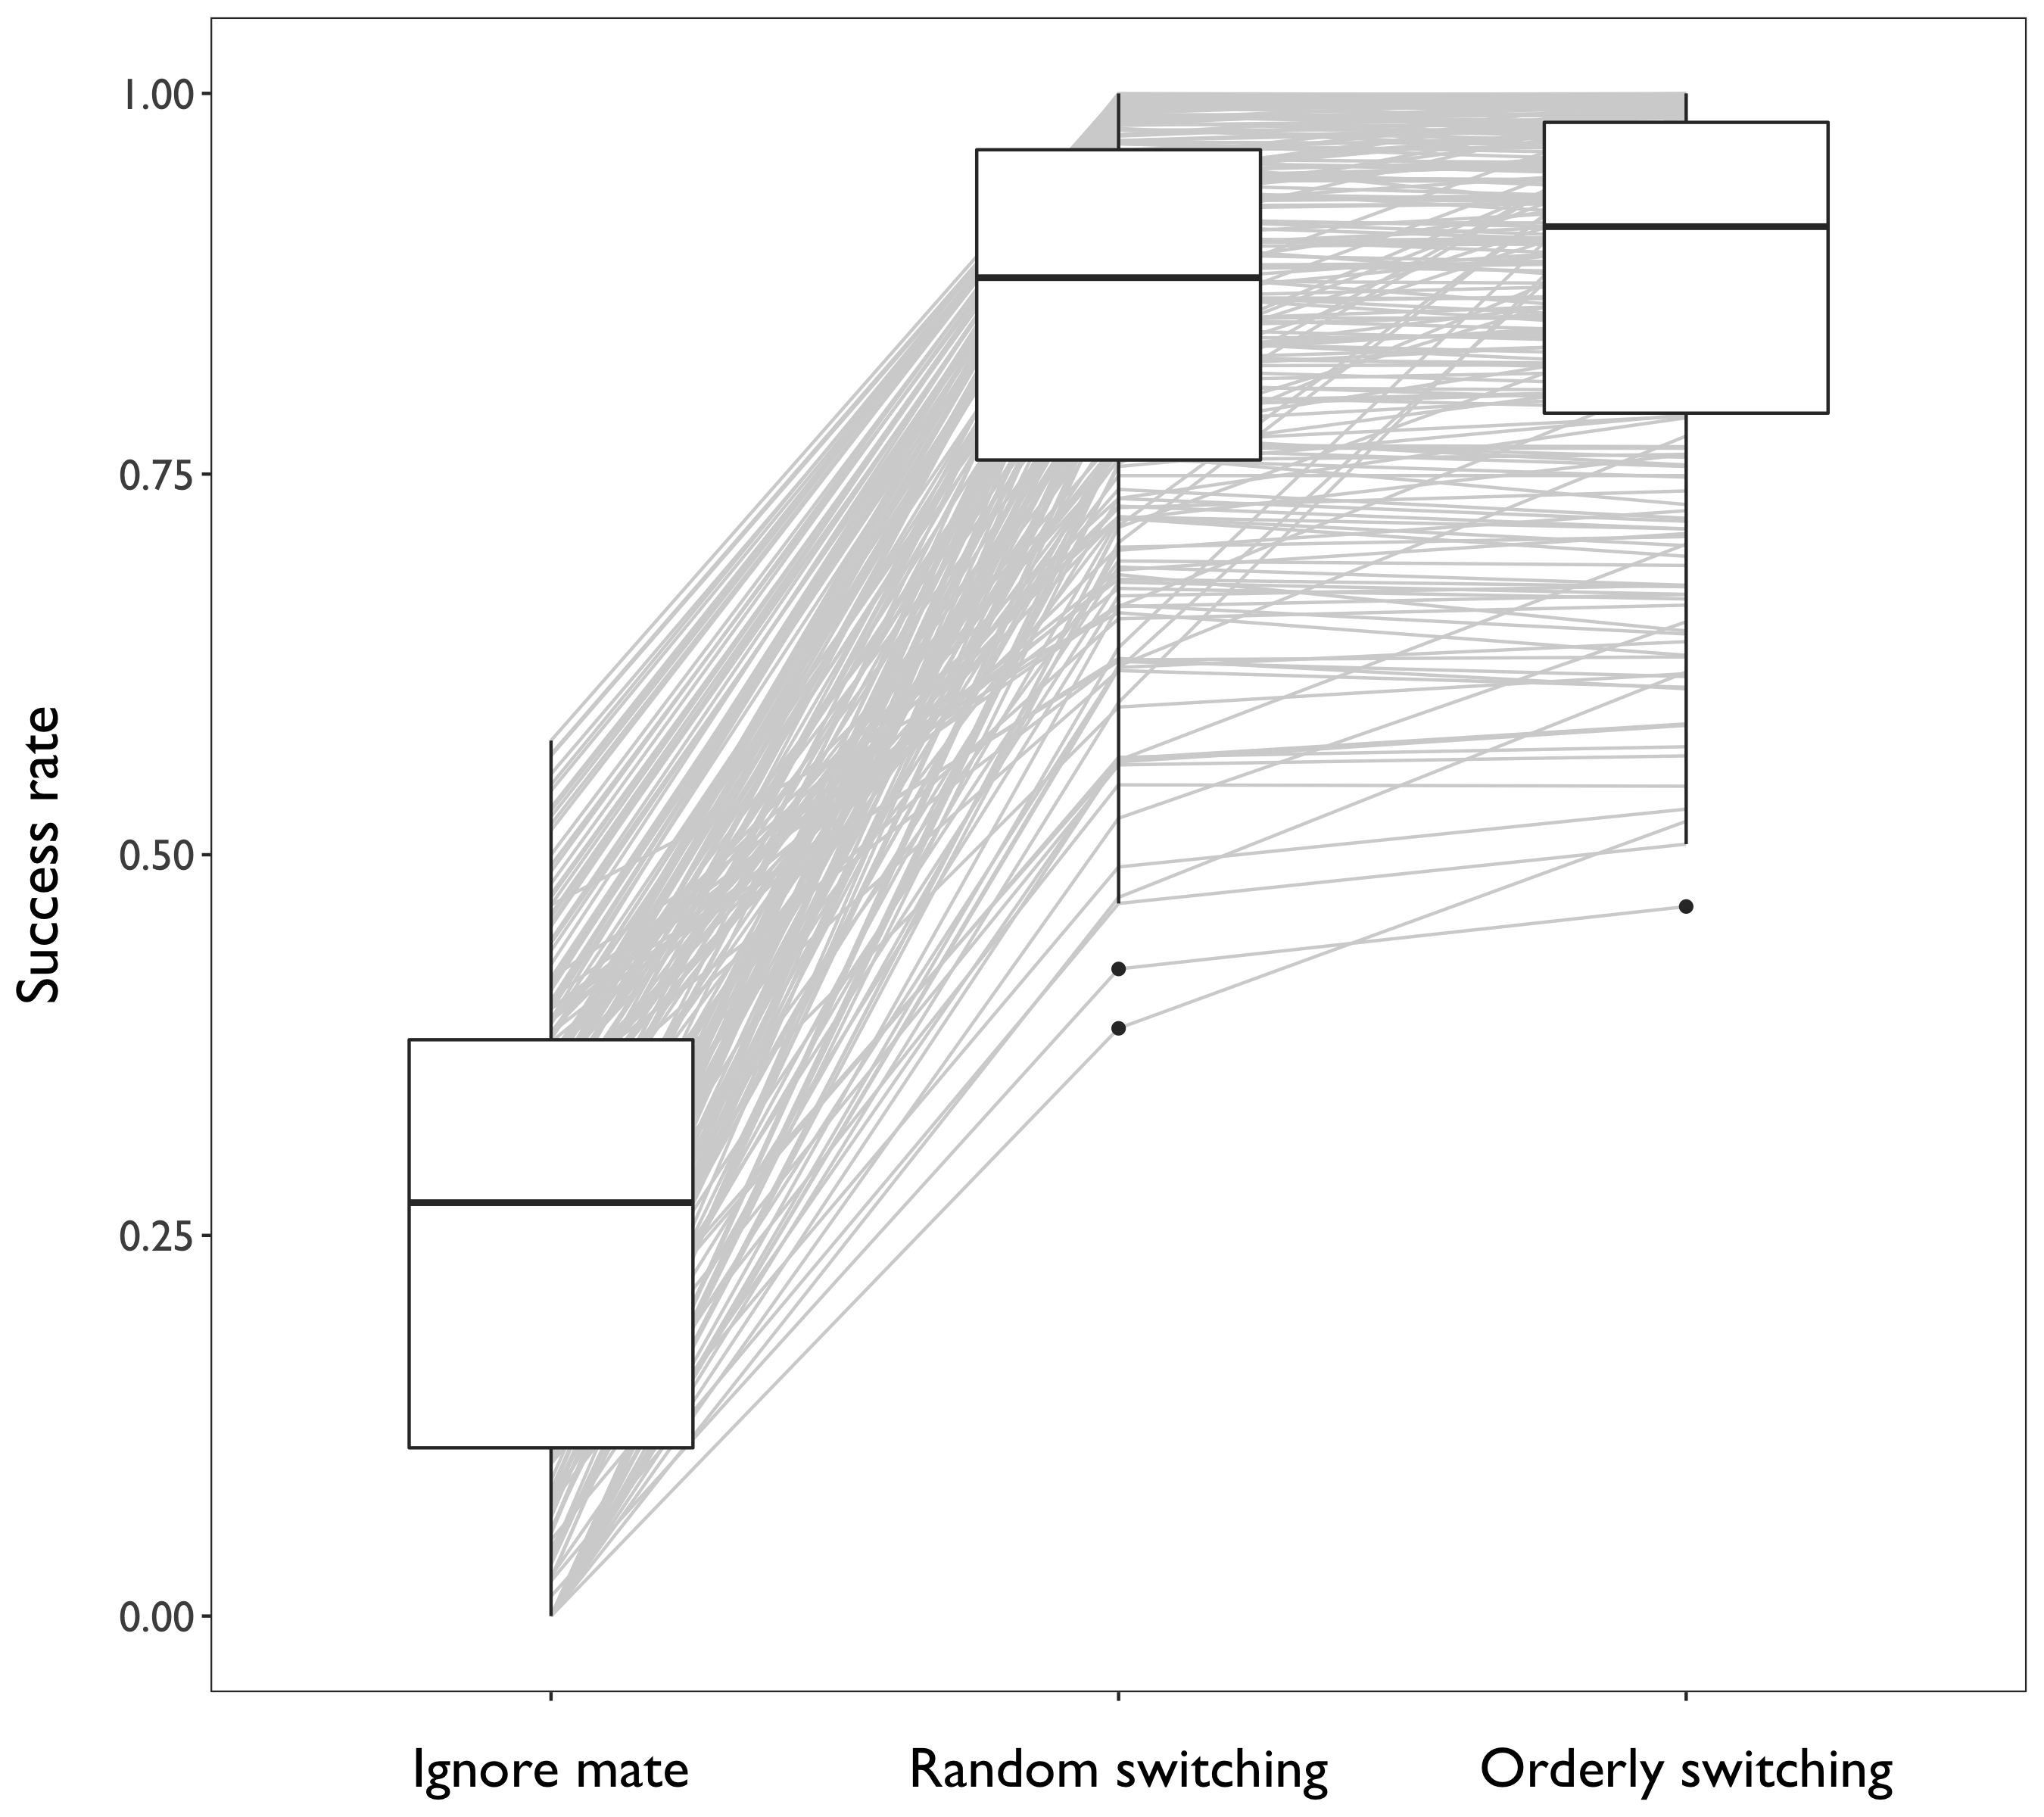 Success rate
1.00
0.75
0.50
0.25
0.00
Ignore mate
Random switching
Orderly switching